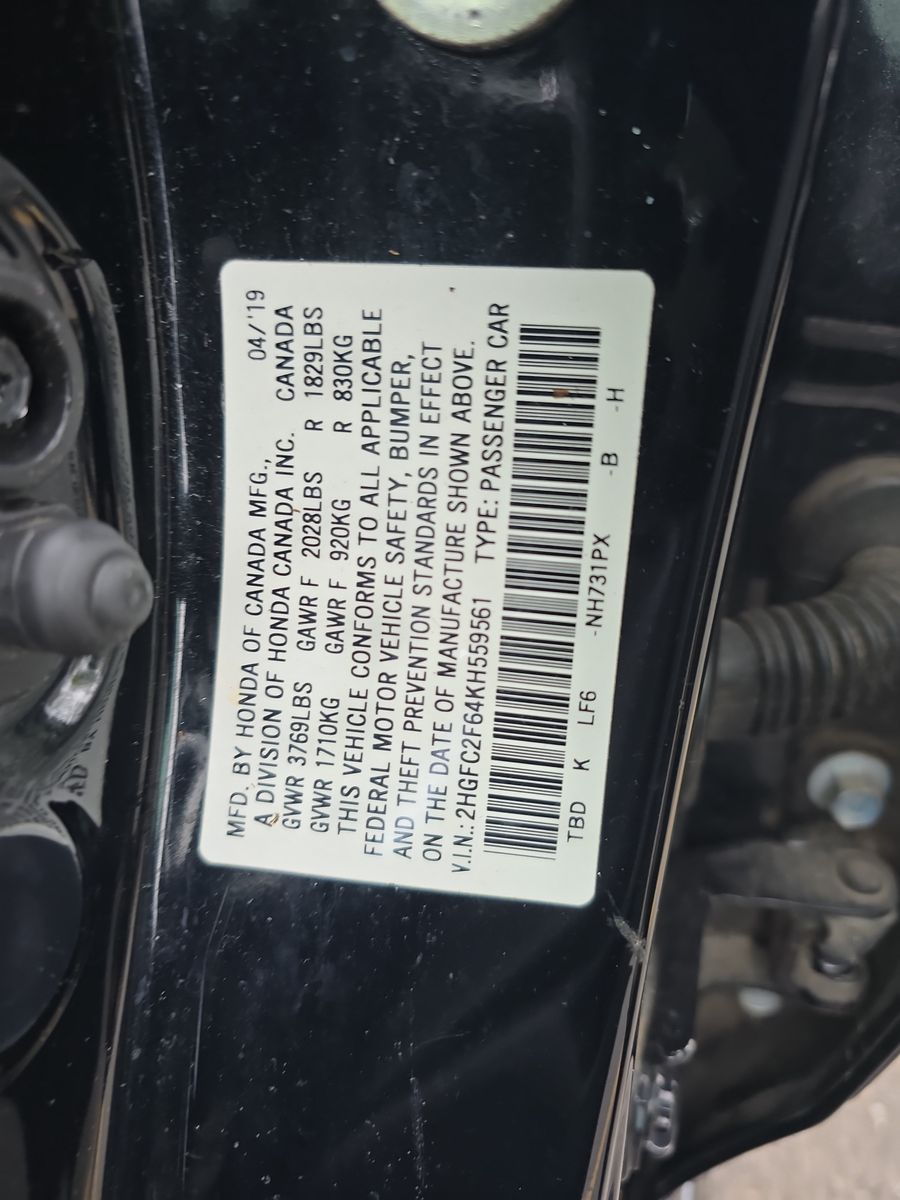 MFD. BY HONDA OF CANADA MFG., 04/'19
A DIVISION OF HONDA CANADA INC. CANADA
GVWR 3769LBS GAWR F 2028LBS R 1829LBS
GVWR 1710KG GAWR F 920KG R 830KG
THIS VEHICLE CONFORMS TO ALL APPLICABLE
FEDERAL MOTOR VEHICLE SAFETY, BUMPER,
AND THEFT PREVENTION STANDARDS IN EFFECT
ON THE DATE OF MANUFACTURE SHOWN ABOVE.
V.I.N.: 2HGFC2F64KH559561 TYPE: PASSENGER CAR
TBD K LF6 -NH731PX -B -H